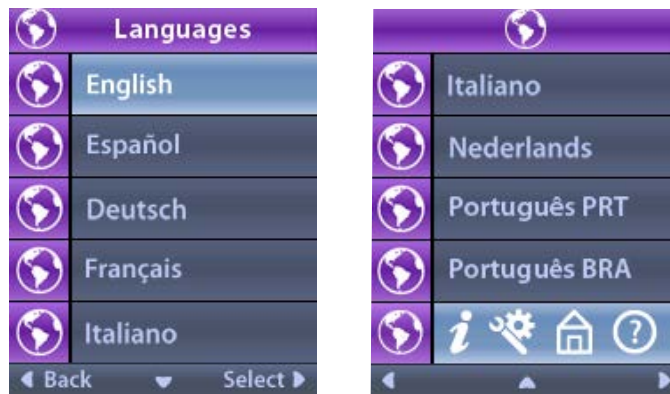 Languages
English
Español
Deutsch
Français
Italiano
Back Select
Italiano
Nederlands
Português PRT
Português BRA
i ?